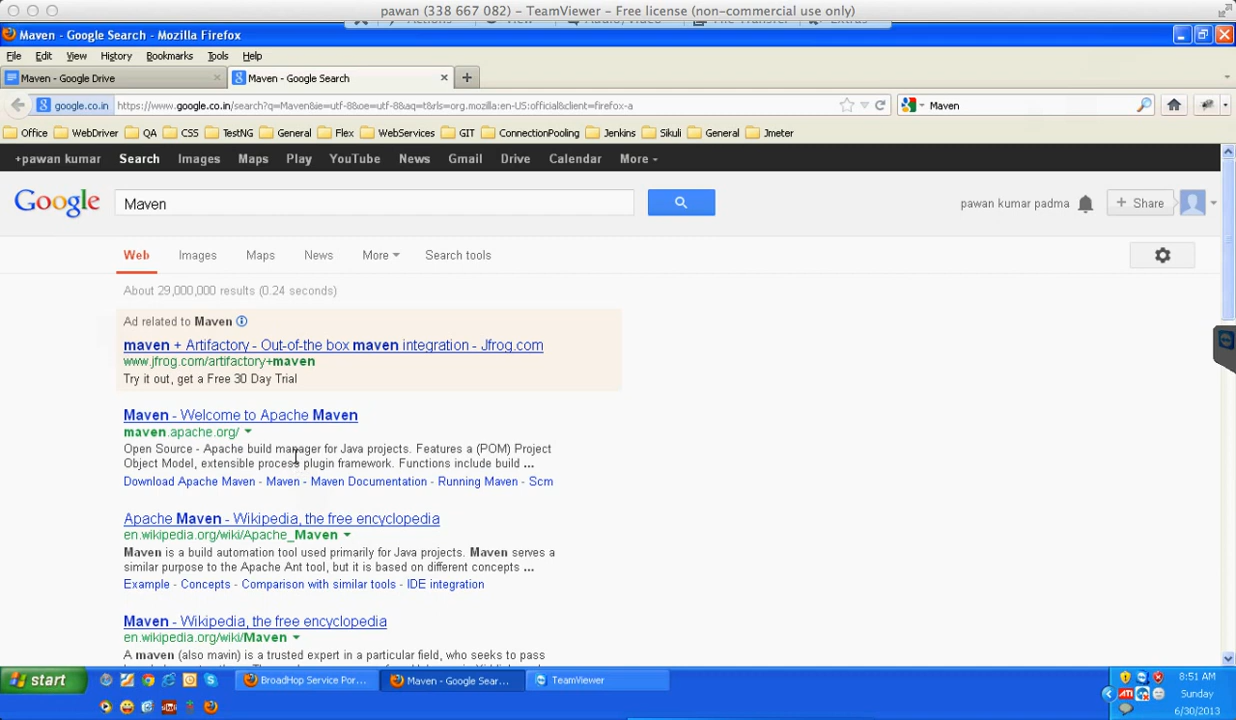 pawan (338 667 082) - TeamViewer - Free license (non-commercial use only)
Maven - Google Search - Mozilla Firefox
File Edit View History Bookmarks Tools Help
Maven - Google Drive
Maven - Google Search
google.co.in
https://www.google.co.in/search?q=Maven&ie=utf-8&oe=utf-8&aq=t&rls=org.mozilla:en-US:official&client=firefox-a
Maven
Office WebDriver QA CSS TestNG General Flex WebServices GIT ConnectionPooling Jenkins Sikuli General Jmeter
+pawan kumar Search Images Maps Play YouTube News Gmail Drive Calendar More
Google
Maven
pawan kumar padma
+ Share
Web Images Maps News More Search tools
About 29,000,000 results (0.24 seconds)
Ad related to Maven
maven + Artifactory - Out-of-the box maven integration - Jfrog.com
www.jfrog.com/artifactory+maven
Try it out, get a Free 30 Day Trial
Maven - Welcome to Apache Maven
maven.apache.org/
Open Source - Apache build manager for Java projects. Features a (POM) Project
Object Model, extensible process plugin framework. Functions include build ...
Download Apache Maven - Maven - Maven Documentation - Running Maven - Scm
Apache Maven - Wikipedia, the free encyclopedia
en.wikipedia.org/wiki/Apache_Maven
Maven is a build automation tool used primarily for Java projects. Maven serves a
similar purpose to the Apache Ant tool, but it is based on different concepts ...
Example - Concepts - Comparison with similar tools - IDE integration
Maven - Wikipedia, the free encyclopedia
en.wikipedia.org/wiki/Maven
A maven (also mavin) is a trusted expert in a particular field, who seeks to pass
start
BroadHop Service Por...
Maven - Google Sear...
TeamViewer
8:51 AM
Sunday
6/30/2013